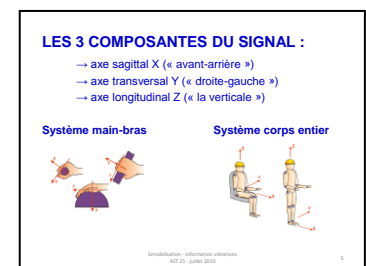 LES 3 COMPOSANTES DU SIGNAL :
→ axe sagittal X (« avant-arrière »)
→ axe transversal Y (« droite-gauche »)
→ axe longitudinal Z (« la verticale »)
Système main-bras Système corps entier
Sensibilisation - information vibrations
AST 25 - juillet 2010
5